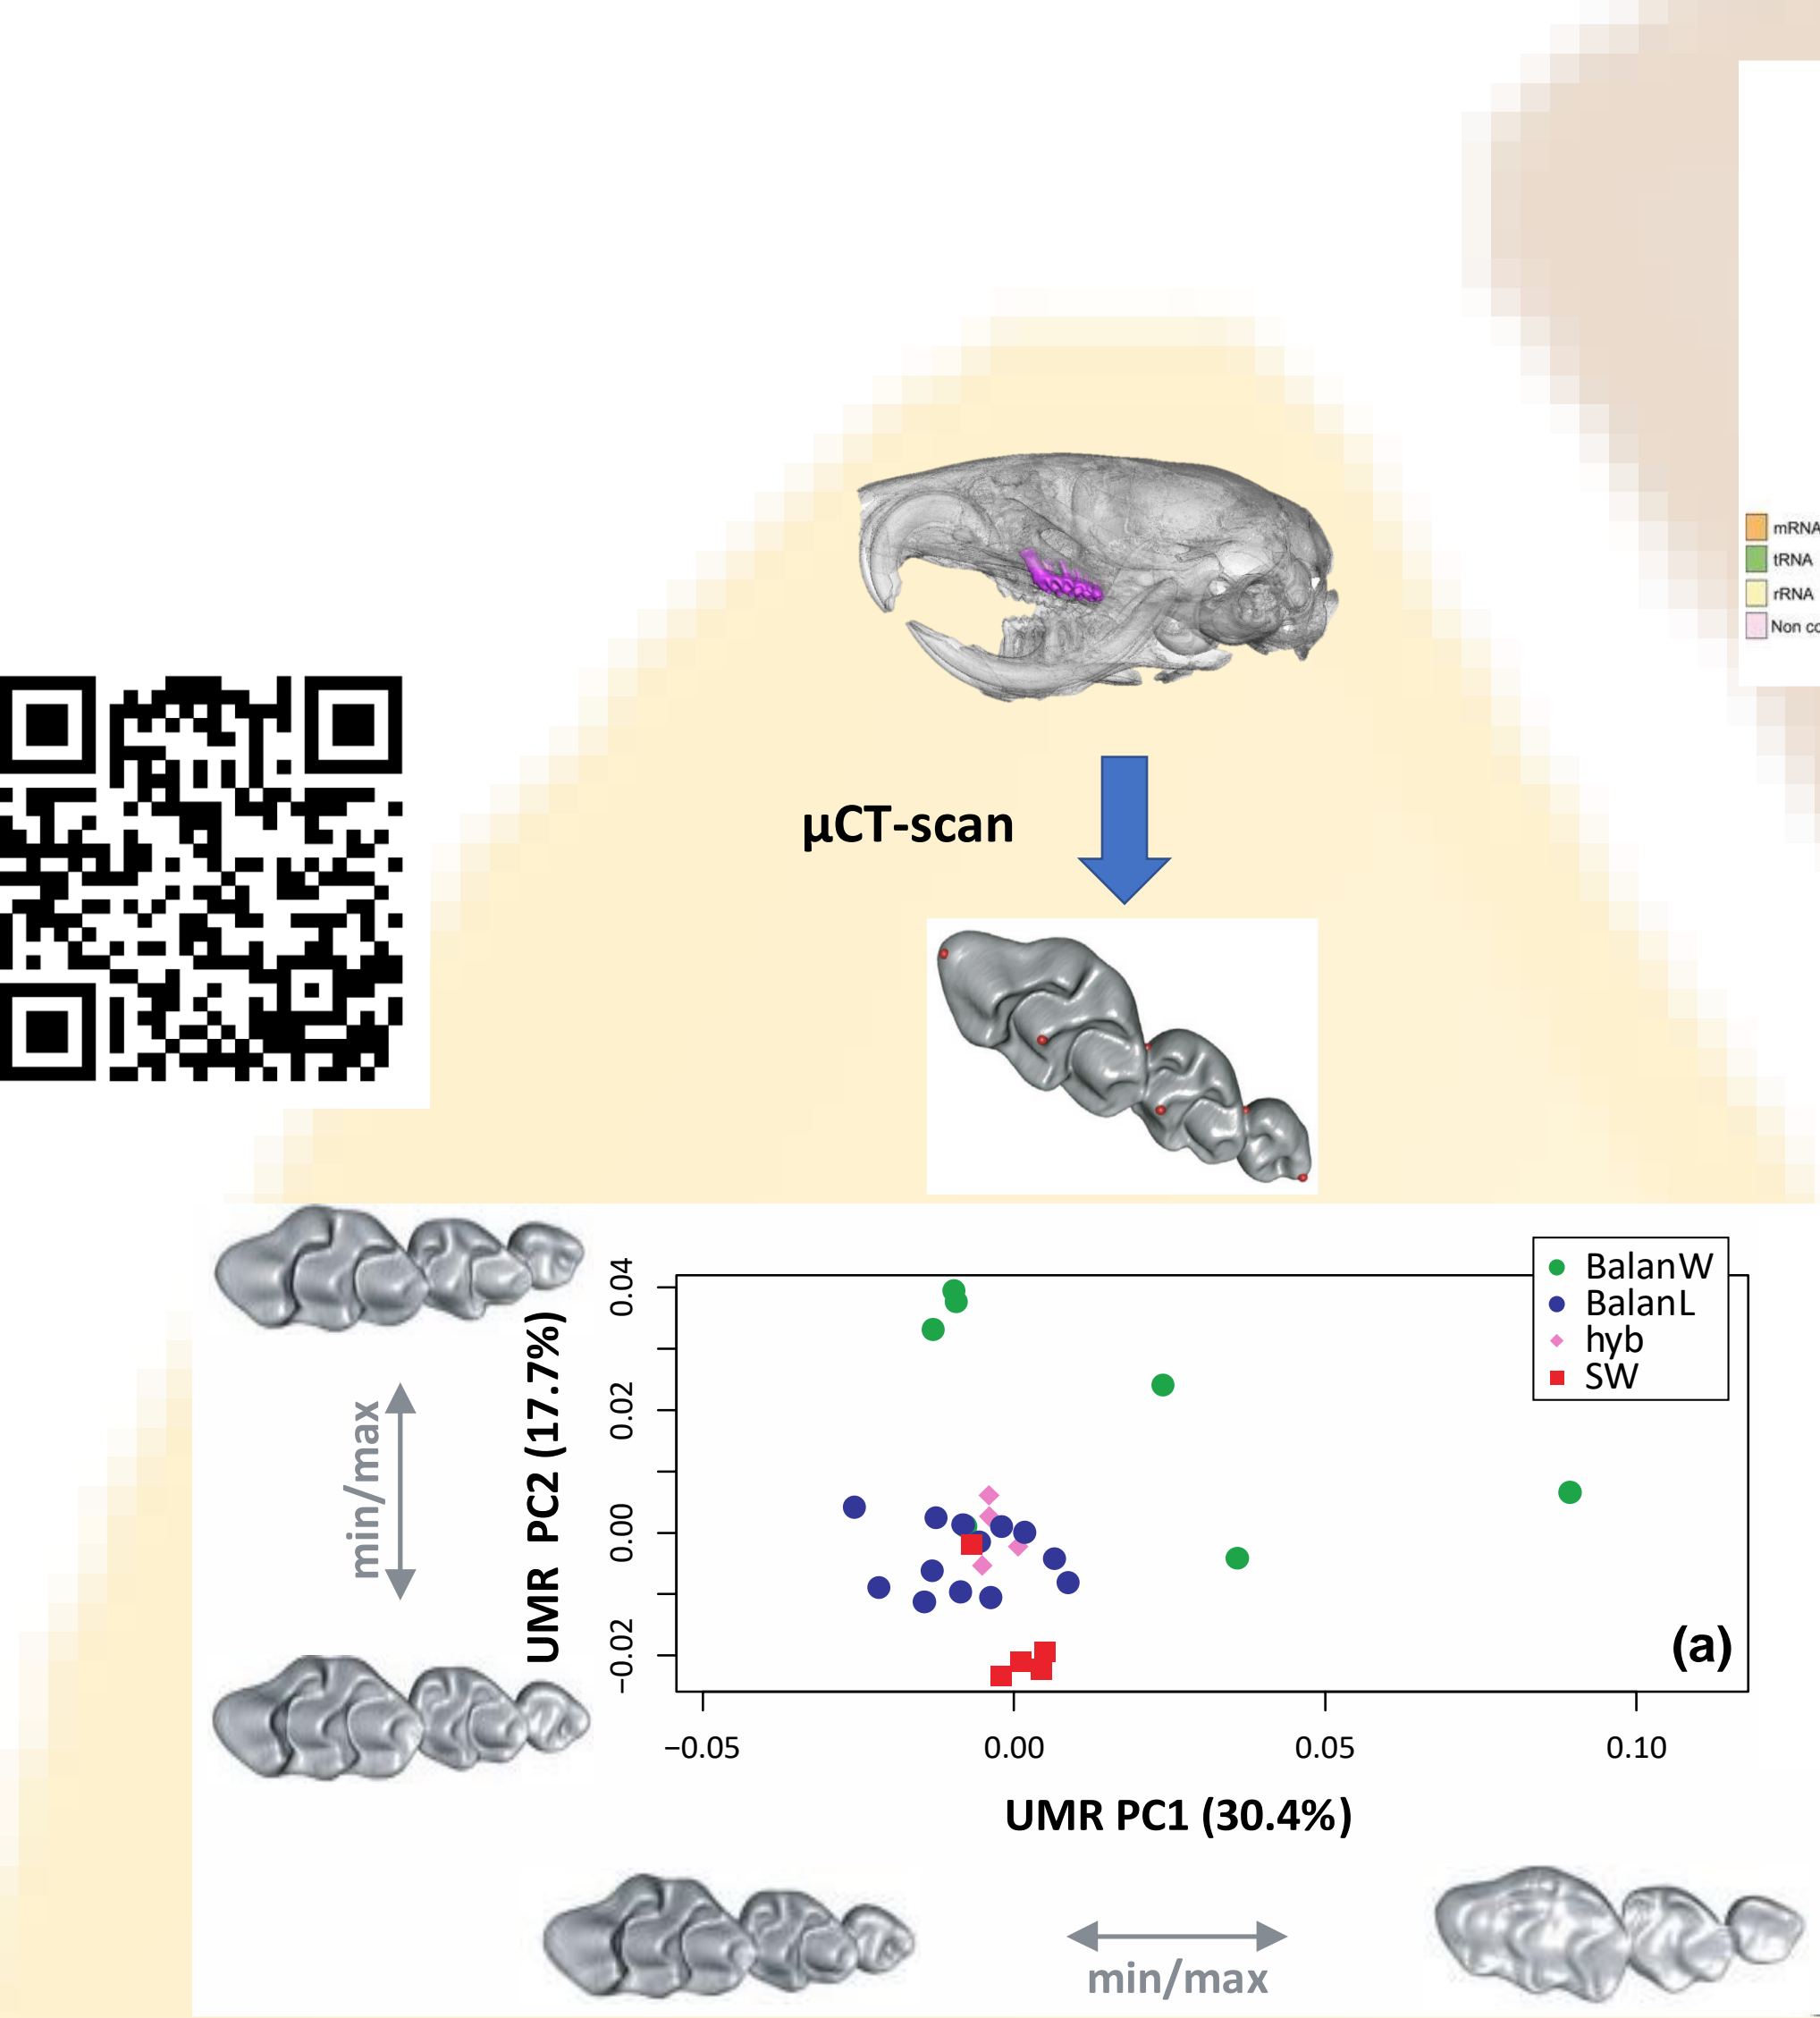 mRNA
tRNA
rRNA
Non
µCT-scan
BalanW
BalanL
hyb
SW
0.04
0.02
0.00
−0.02
UMR PC2 (17.7%)
min/max
(a)
−0.05 0.00 0.05 0.10
UMR PC1 (30.4%)
min/max